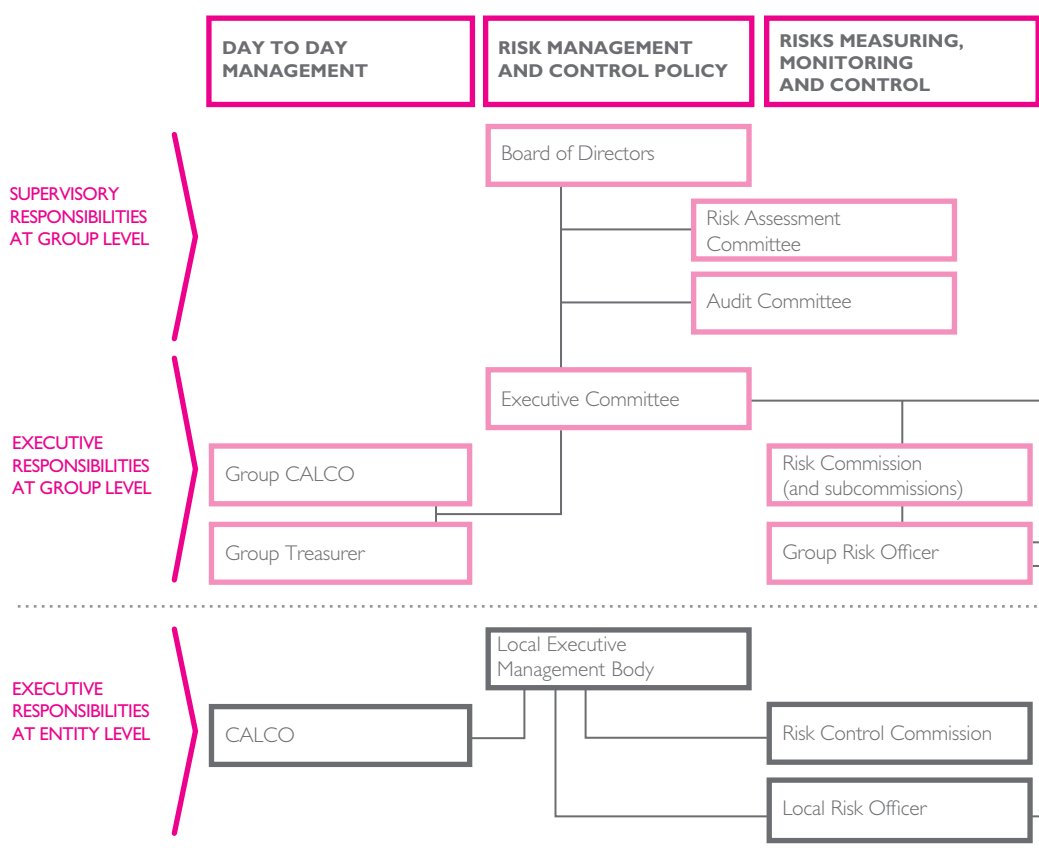 DAY TO DAY
MANAGEMENT
RISK MANAGEMENT
AND CONTROL POLICY
RISKS MEASURING,
MONITORING
AND CONTROL
SUPERVISORY
RESPONSIBILITIES
AT GROUP LEVEL
Board of Directors
Risk Assessment
Committee
Audit Committee
EXECUTIVE
RESPONSIBILITIES
AT GROUP LEVEL
Executive Committee
Group CALCO
Risk Commission
(and subcommissions)
Group Treasurer
Group Risk Officer
EXECUTIVE
RESPONSIBILITIES
AT ENTITY LEVEL
Local Executive
Management Body
CALCO
Risk Control Commission
Local Risk Officer